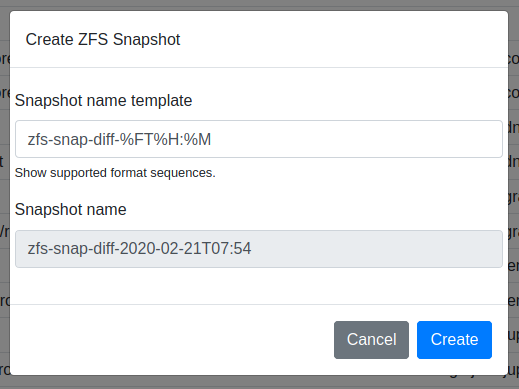 Create ZFS Snapshot
Snapshot name template
zfs-snap-diff-%FT%H:%M
Show supported format sequences.
Snapshot name
zfs-snap-diff-2020-02-21T07:54
Cancel
Create